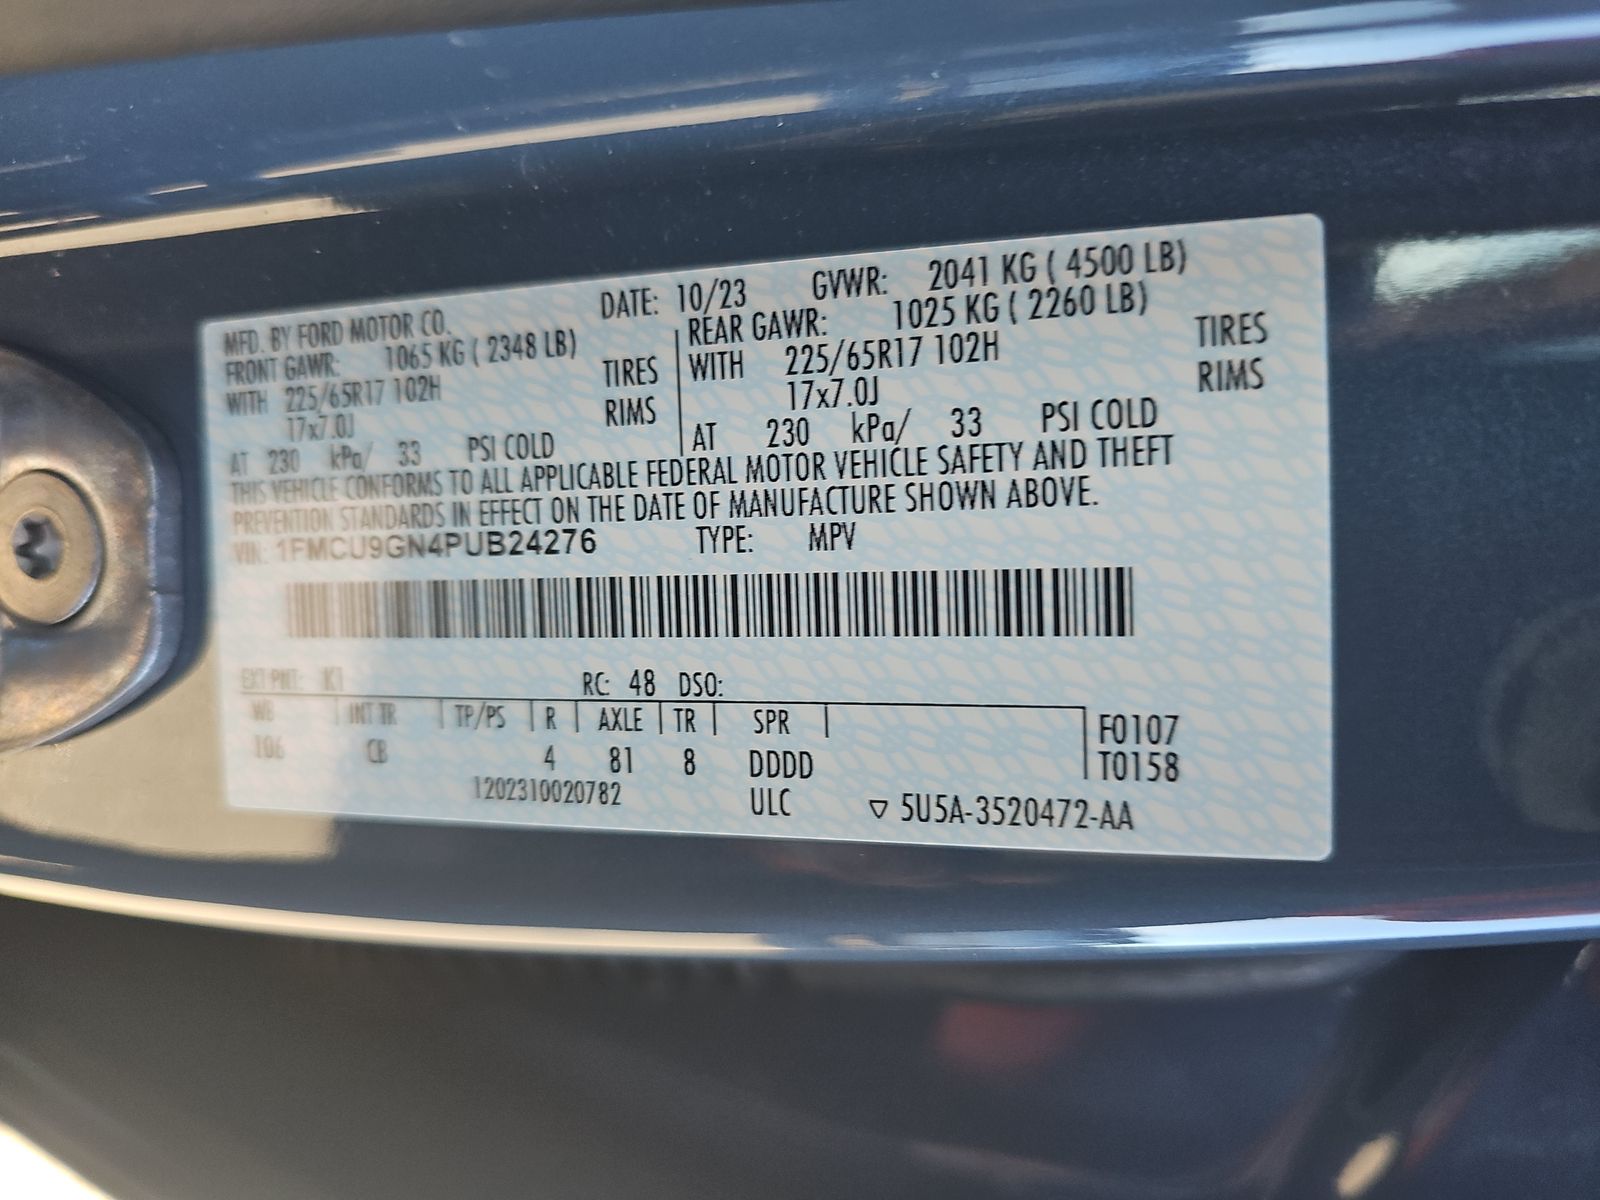 MFD. BY FORD MOTOR CO. DATE: 10/23 GVWR: 2041 KG ( 4500 LB)
FRONT GAWR: 1065 KG ( 2348 LB) REAR GAWR: 1025 KG ( 2260 LB)
WITH 225/65R17 102H TIRES WITH 225/65R17 102H TIRES
17x7.0J RIMS 17x7.0J RIMS
AT 230 kPa/ 33 PSI COLD AT 230 kPa/ 33 PSI COLD
THIS VEHICLE CONFORMS TO ALL APPLICABLE FEDERAL MOTOR VEHICLE SAFETY AND THEFT
PREVENTION STANDARDS IN EFFECT ON THE DATE OF MANUFACTURE SHOWN ABOVE.
VIN: 1FMCU9GN4PUB24276 TYPE: MPV
EXT PNT: K1 RC: 48 DSO:
WB INT TR TP/PS R AXLE TR SPR F0107
106 CB 4 81 8 DDDD T0158
1202310020782 ULC ▽ 5U5A-3520472-AA